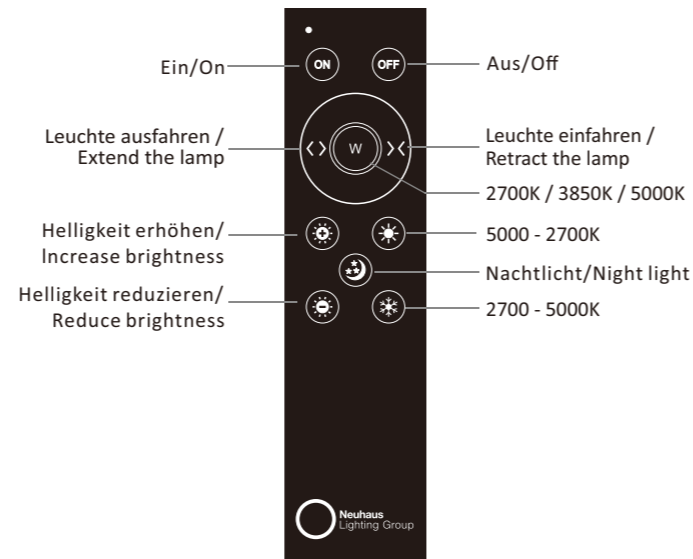 Ein/On
ON
OFF
Aus/Off
Leuchte ausfahren /
Extend the lamp
W
Leuchte einfahren /
Retract the lamp
2700K / 3850K / 5000K
Helligkeit erhöhen/
Increase brightness
5000 - 2700K
Nachtlicht/Night light
Helligkeit reduzieren/
Reduce brightness
2700 - 5000K
Neuhaus
Lighting Group